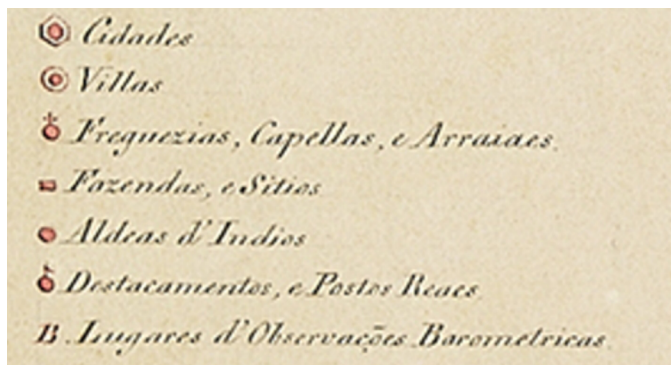 Cidades
Villas
Freguezias, Capellas, e Arraiaes.
Fazendas, e Sitios
Aldeas d'Indios
Destacamentos, e Postos Reaes
B Lugares d'Observações Barometricas